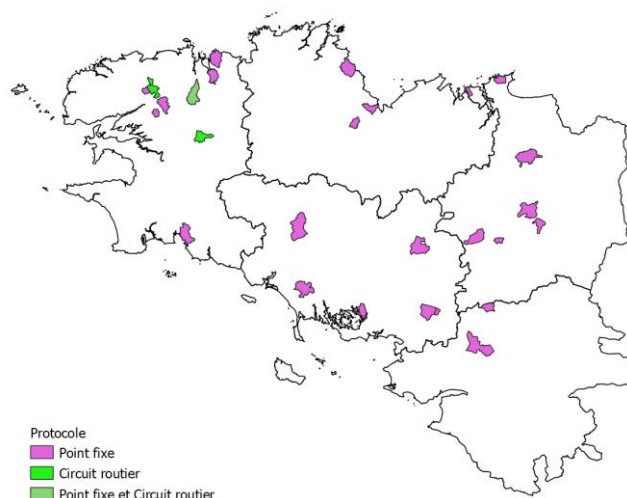 Protocole
Point fixe
Circuit routier
Point fixe et Circuit routier